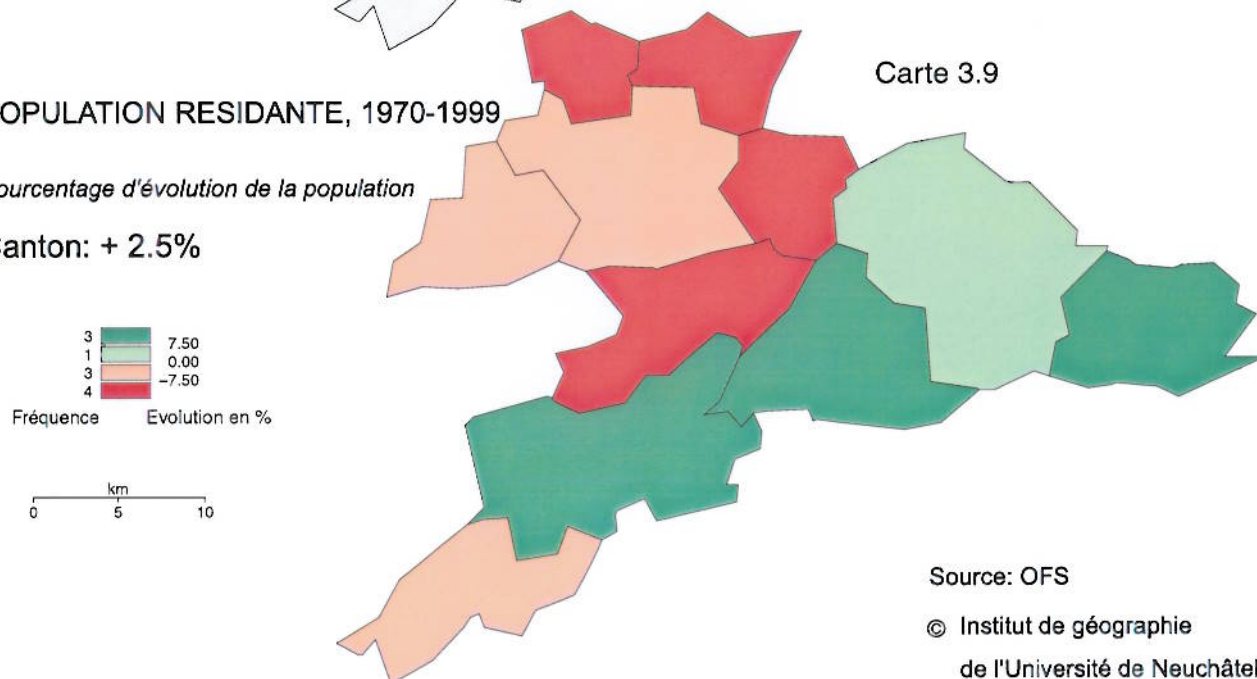 Carte 3.9
OPULATION RESIDANTE, 1970-1999
ourcentage d'évolution de la population
anton: + 2.5%
3
7.50
1
0.00
3
-7.50
4
Fréquence
Evolution en %
km
0 5 10
Source: OFS
© Institut de géographie
de l'Université de Neuchâtel